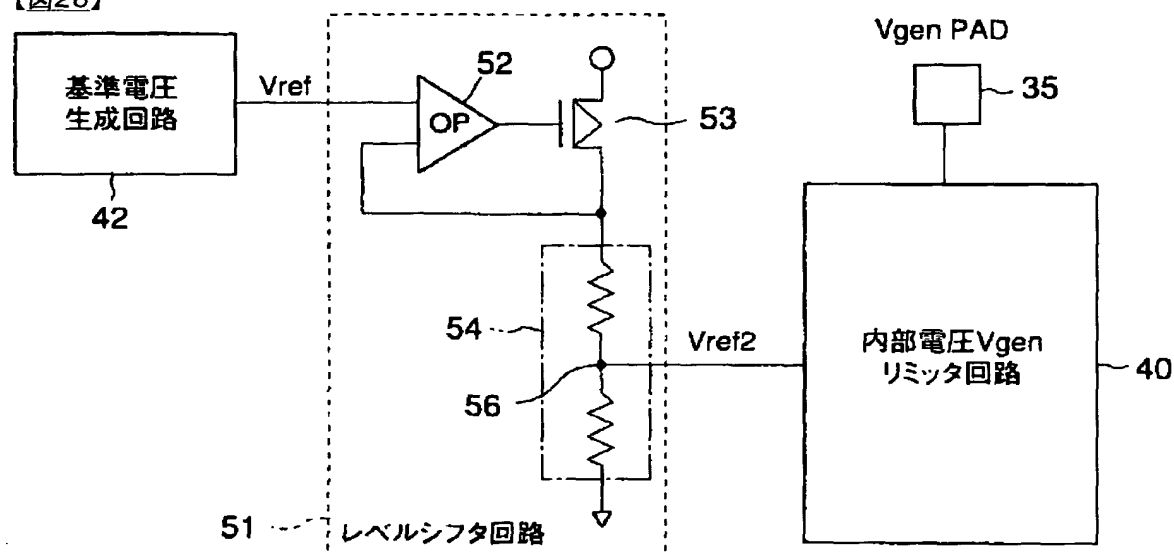 【図28】
Vgen PAD
基準電圧
生成回路
Vref
52
OP
53
35
42
54
Vref2
内部電圧Vgen
リミッタ回路
40
56
51
レベルシフタ回路